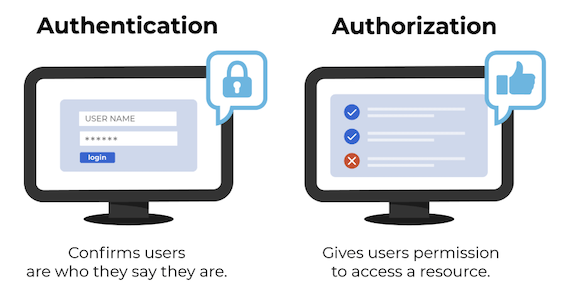 Authentication
Authorization
USER NAME
******
login
Confirms users
are who they say they are.
Gives users permission
to access a resource.